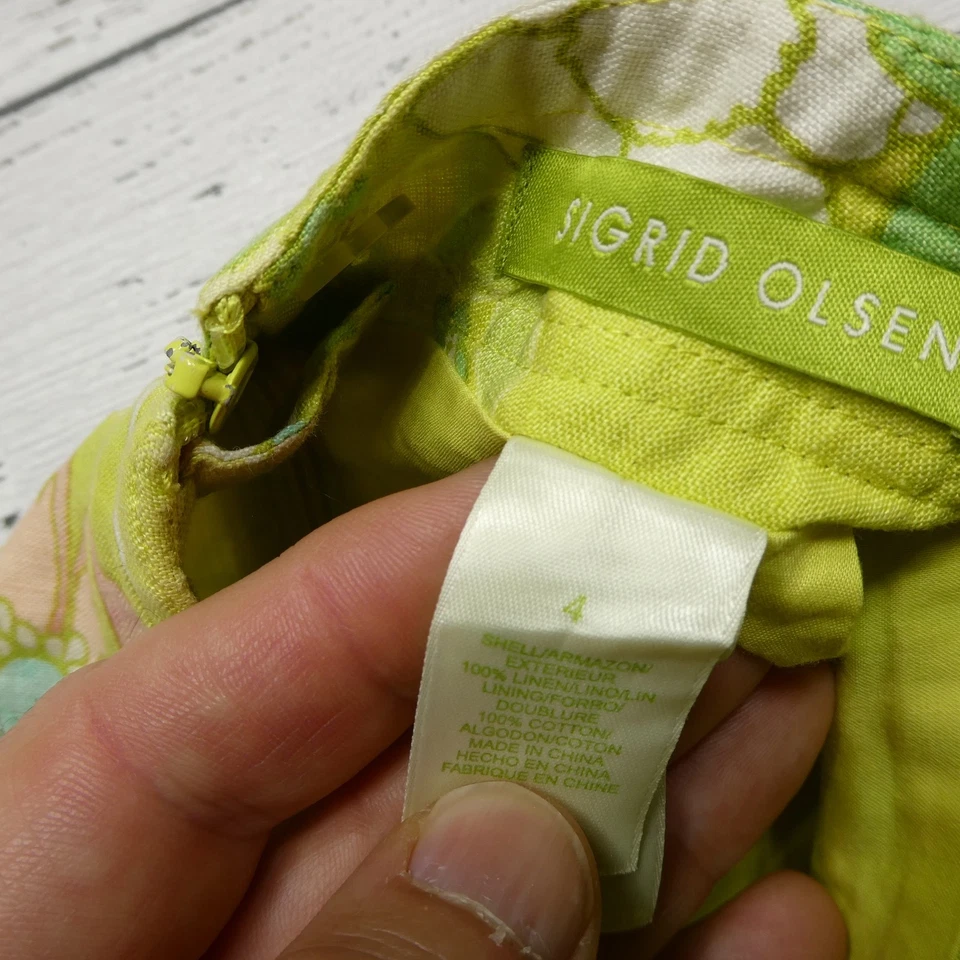 SIGRID OLSEN
4
SHELL/ARMAZON/
EXTERIEUR
100% LINEN/LINO/LIN
LINING/FORRO/
DOUBLURE
100% COTTON/
ALGODON/COTON
MADE IN CHINA
HECHO EN CHINA
FABRIQUE EN CHINE